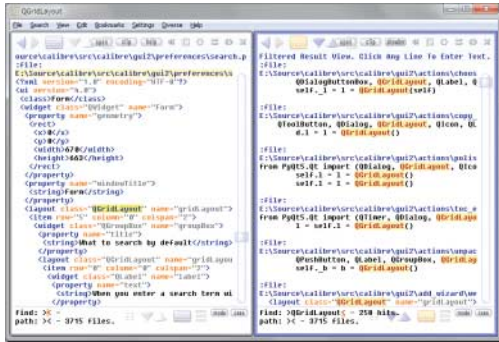 QGridLayout
File Search View Edit Bookmarks Settings Diverse Help
ource\calibre\src\calibre\gui2\preferences\search.p
:File:
E:\Source\calibre\src\calibre\gui2\preferences\s
<?xml version="1.0" encoding="UTF-8"?>
<ui version="4.0">
<class>Form</class>
<widget class="QWidget" name="Form">
<property name="geometry">
<rect>
<x>0</x>
<y>0</y>
<width>670</width>
<height>663</height>
</rect>
</property>
<property name="windowTitle">
<string>Form</string>
</property>
<layout class="QGridLayout" name="gridLayout">
<item row="5" column="0" colspan="2">
<widget class="QGroupBox" name="groupBox">
<property name="title">
<string>What to search by default</string>
</property>
<layout class="QGridLayout" name="gridLayou
<item row="0" column="0" colspan="2">
<widget class="QLabel" name="label">
<property name="text">
<string>When you enter a search term wi
</property>
Find: >< -
path: >< - 3715 files.
Filtered Result View. Click Any Line To Enter Text.
:File:
E:\Source\calibre\src\calibre\gui2\actions\choos
QDialogButtonBox, QGridLayout, QLabel, Q
self._l = l = QGridLayout(self)
:File:
E:\Source\calibre\src\calibre\gui2\actions\copy_
QToolButton, QDialog, QGridLayout, QIcon, QL
d.l = l = QGridLayout()
:File:
E:\Source\calibre\src\calibre\gui2\actions\polis
from PyQt5.Qt import (QDialog, QGridLayout, QIco
self.l = l = QGridLayout()
self.l = l = QGridLayout()
:File:
E:\Source\calibre\src\calibre\gui2\actions\toc_e
from PyQt5.Qt import (QTimer, QDialog, QGridLayo
l = self.l = QGridLayout()
:File:
E:\Source\calibre\src\calibre\gui2\actions\unpac
QPushButton, QLabel, QGroupBox, QGridLay
self._b = b = QGridLayout()
:File:
E:\Source\calibre\src\calibre\gui2\add_wizard\we
<layout class="QGridLayout" name="gridLayout">
Find: >QGridLayout< - 250 hits.
path: >< - 3715 files.